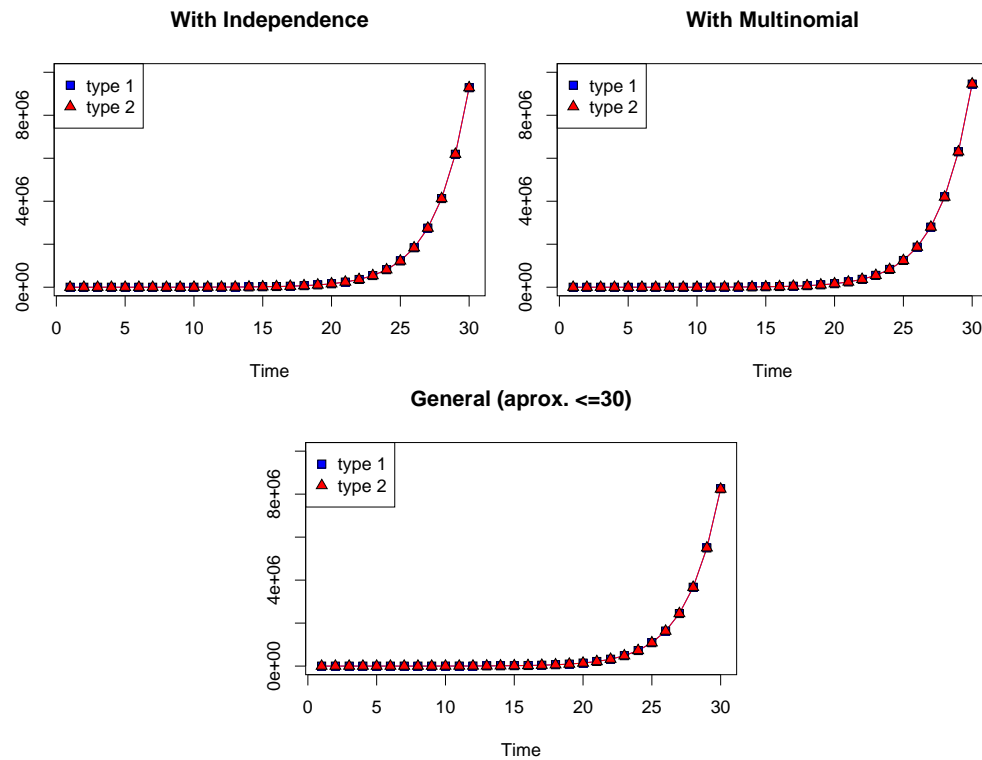 With Independence
type 1
type 2
0e+00 4e+06 8e+06
0 5 10 15 20 25 30
Time
With Multinomial
type 1
type 2
0e+00 4e+06 8e+06
0 5 10 15 20 25 30
Time
General (aprox. <=30)
type 1
type 2
0e+00 4e+06 8e+06
0 5 10 15 20 25 30
Time